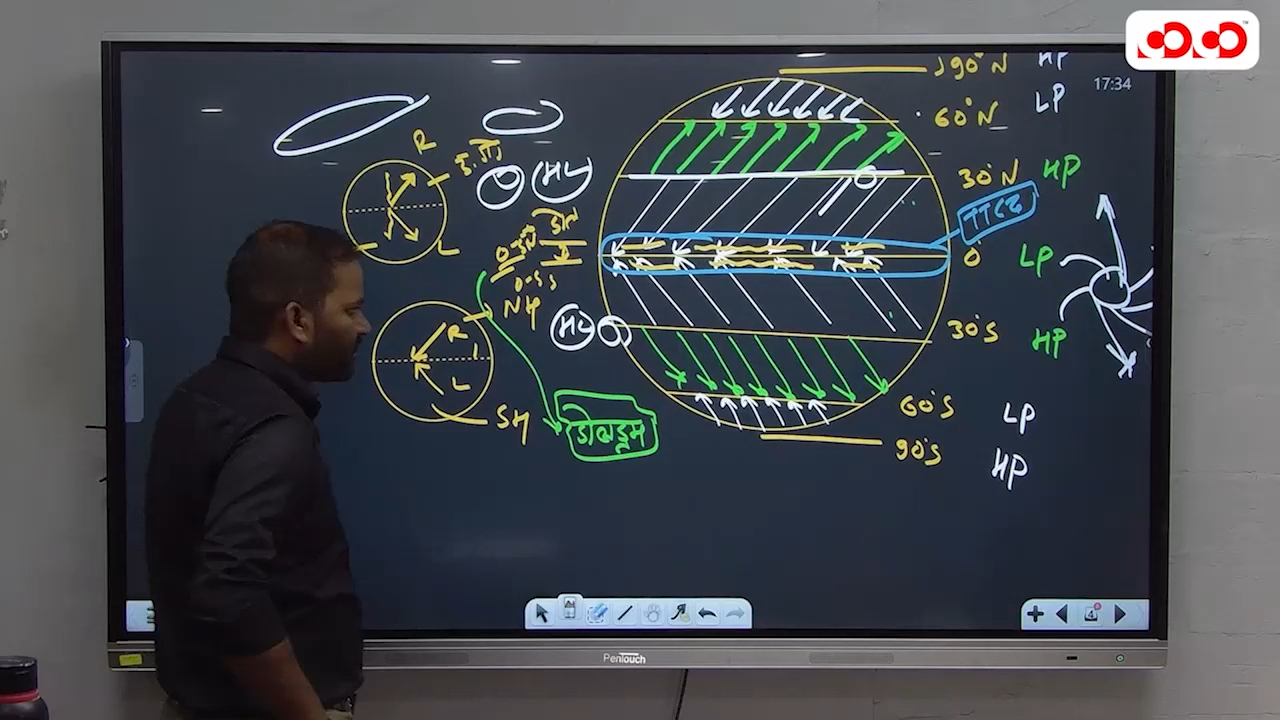 17:34
90°N HP
60°N LP
30°N HP
ITCZ
0° LP
30°S HP
60°S LP
90°S HP
R
उ.गो
L
HL
NH
R
L
SH
HL
डोलड्रम
PenTouch